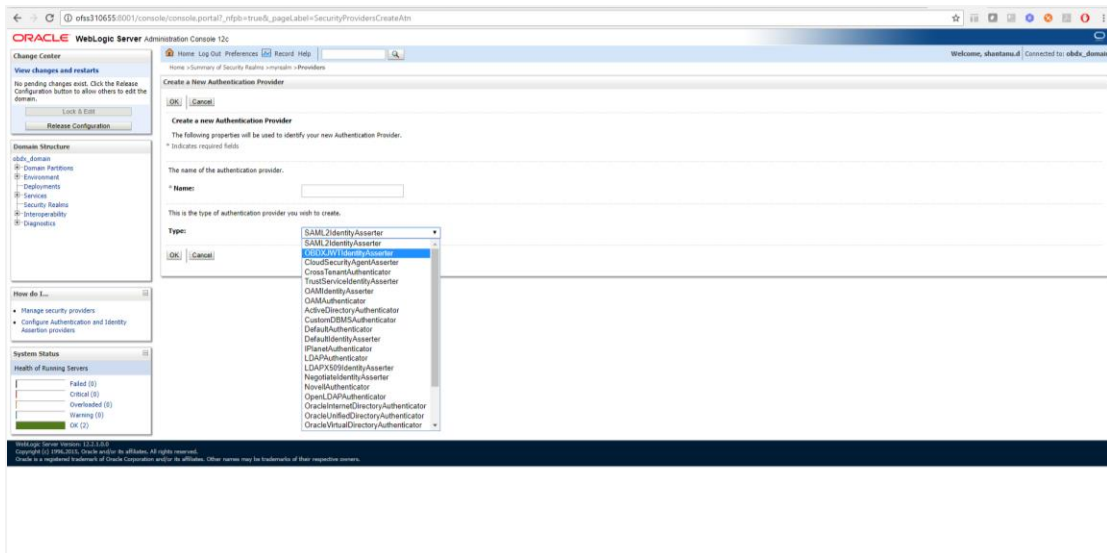 ofss310655:8001/console/console.portal?_nfpb=true&_pageLabel=SecurityProvidersCreateAtn
ORACLE WebLogic Server Administration Console 12c
Change Center
View changes and restarts
No pending changes exist. Click the Release
Configuration button to allow others to edit the
domain.
Lock & Edit
Release Configuration
Domain Structure
obdx_domain
Domain Partitions
Environment
Deployments
Services
Security Realms
Interoperability
Diagnostics
How do I...
Manage security providers
Configure Authentication and Identity
Assertion providers
System Status
Health of Running Servers
Failed (0)
Critical (0)
Overloaded (0)
Warning (0)
OK (2)
Home Log Out Preferences Record Help
Welcome, shantanu.d Connected to: obdx_domain
Home >Summary of Security Realms >myrealm >Providers
Create a New Authentication Provider
OK Cancel
Create a new Authentication Provider
The following properties will be used to identify your new Authentication Provider.
* Indicates required fields
The name of the authentication provider.
* Name:
This is the type of authentication provider you wish to create.
Type: SAML2IdentityAsserter
SAML2IdentityAsserter
OBDXJWTIdentityAsserter
CloudSecurityAgentAsserter
CrossTenantAuthenticator
TrustServiceIdentityAsserter
OAMIdentityAsserter
OAMAuthenticator
ActiveDirectoryAuthenticator
CustomDBMSAuthenticator
DefaultAuthenticator
DefaultIdentityAsserter
IPlanetAuthenticator
LDAPAuthenticator
LDAPX509IdentityAsserter
NegotiateIdentityAsserter
NovellAuthenticator
OpenLDAPAuthenticator
OracleInternetDirectoryAuthenticator
OracleUnifiedDirectoryAuthenticator
OracleVirtualDirectoryAuthenticator
OK Cancel
WebLogic Server Version: 12.2.1.0.0
Copyright (c) 1996,2015, Oracle and/or its affiliates. All rights reserved.
Oracle is a registered trademark of Oracle Corporation and/or its affiliates. Other names may be trademarks of their respective owners.